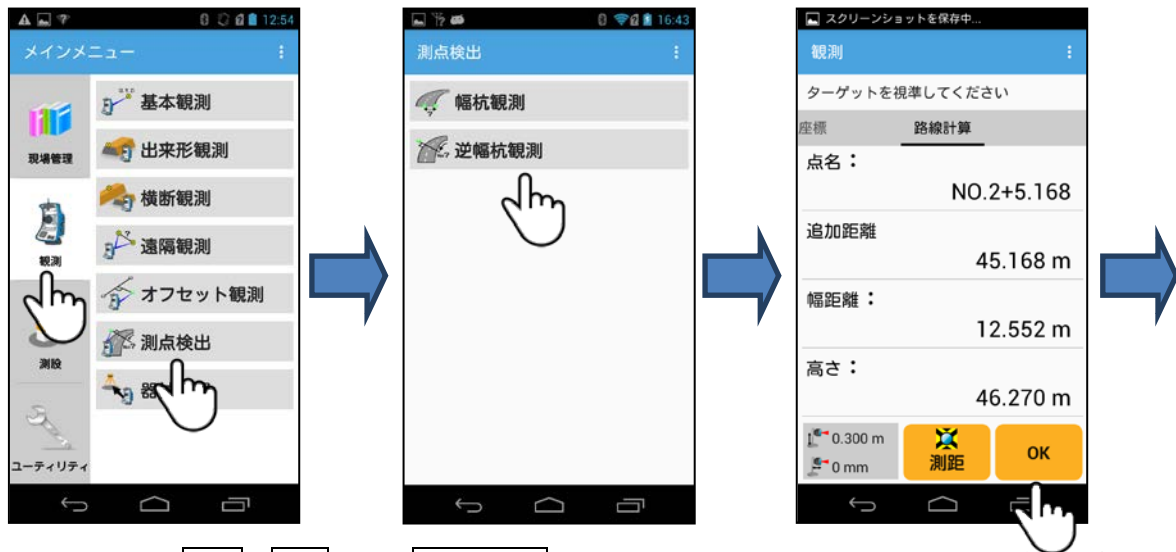 12:54
メインメニュー
現場管理
観測
測設
ユーティリティ
基本観測
出来形観測
横断観測
遠隔観測
オフセット観測
測点検出
器
16:43
測点検出
幅杭観測
逆幅杭観測
スクリーンショットを保存中...
観測
ターゲットを視準してください
座標 路線計算
点名：
NO.2+5.168
追加距離
45.168 m
幅距離：
12.552 m
高さ：
46.270 m
0.300 m
0 mm
測距
OK